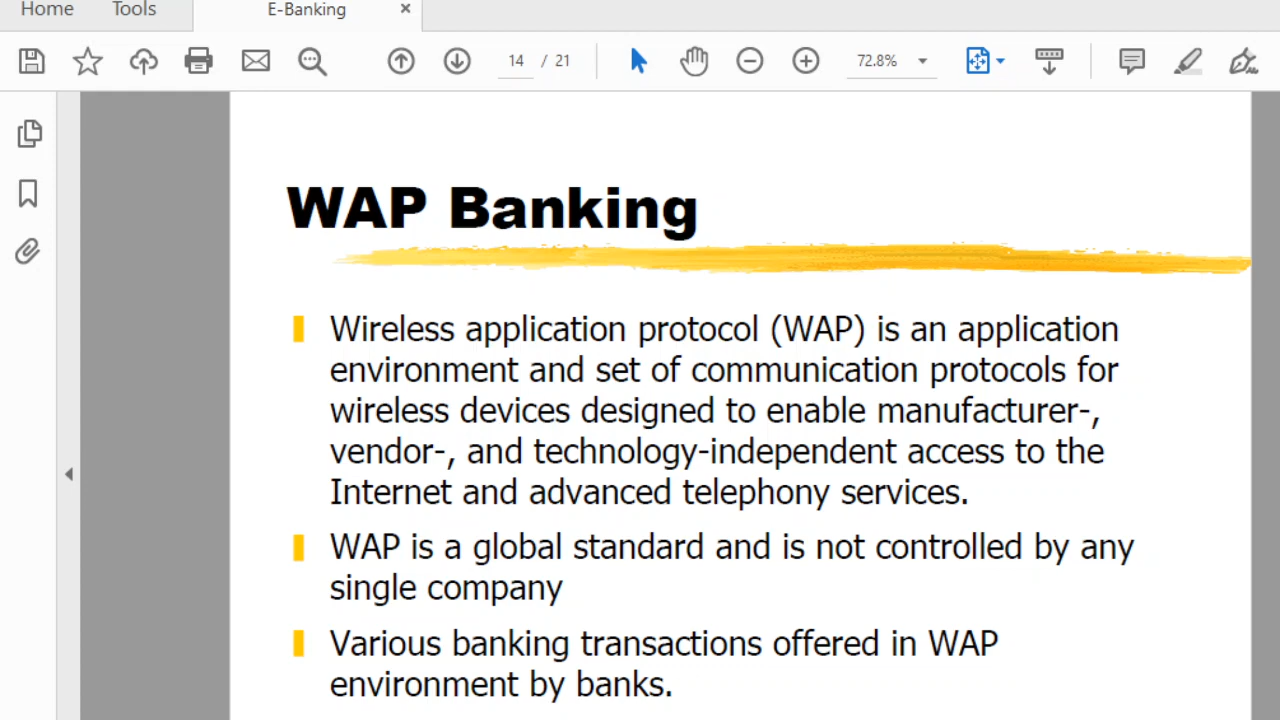 Home Tools E-Banking ×
14 / 21 72.8%
WAP Banking
Wireless application protocol (WAP) is an application
environment and set of communication protocols for
wireless devices designed to enable manufacturer-,
vendor-, and technology-independent access to the
Internet and advanced telephony services.
WAP is a global standard and is not controlled by any
single company
Various banking transactions offered in WAP
environment by banks.